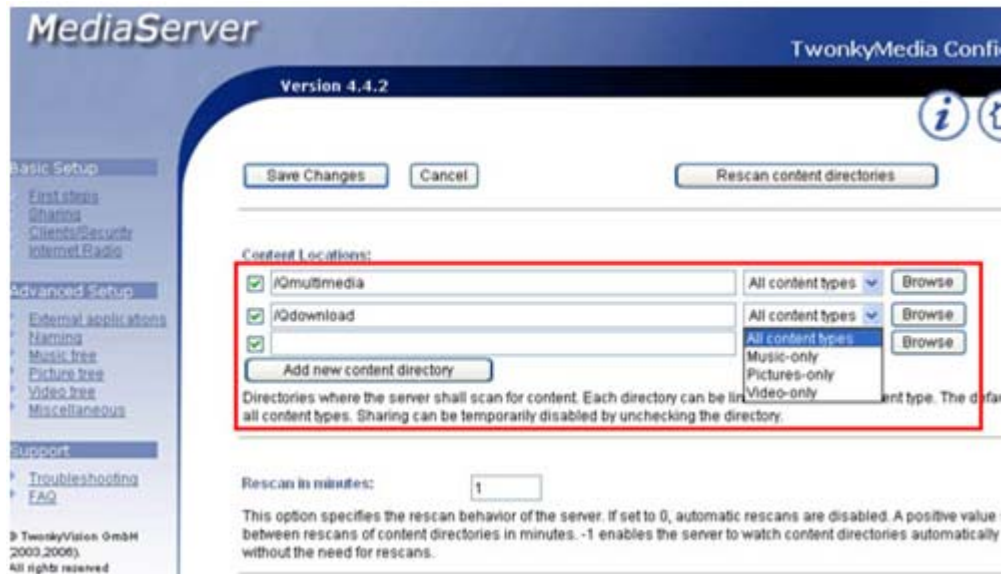 MediaServer
TwonkyMedia Config
Version 4.4.2
Basic Setup
First steps
Sharing
Clients/Security
Internet Radio
Advanced Setup
External applications
Naming
Music tree
Picture tree
Video tree
Miscellaneous
Support
Troubleshooting
FAQ
© TwonkyVision GmbH
(2003,2006).
All rights reserved
Save Changes
Cancel
Rescan content directories
Content Locations:
/Qmultimedia
All content types
Browse
/Qdownload
All content types
Browse
All content types
Music-only
Pictures-only
Video-only
Browse
Add new content directory
Directories where the server shall scan for content. Each directory can be ent type. The
all content types. Sharing can be temporarily disabled by unchecking the directory.
Rescan in minutes:
1
This option specifies the rescan behavior of the server. If set to 0, automatic rescans are disabled. A positive value
between rescans of content directories in minutes. -1 enables the server to watch content directories automatically
without the need for rescans.